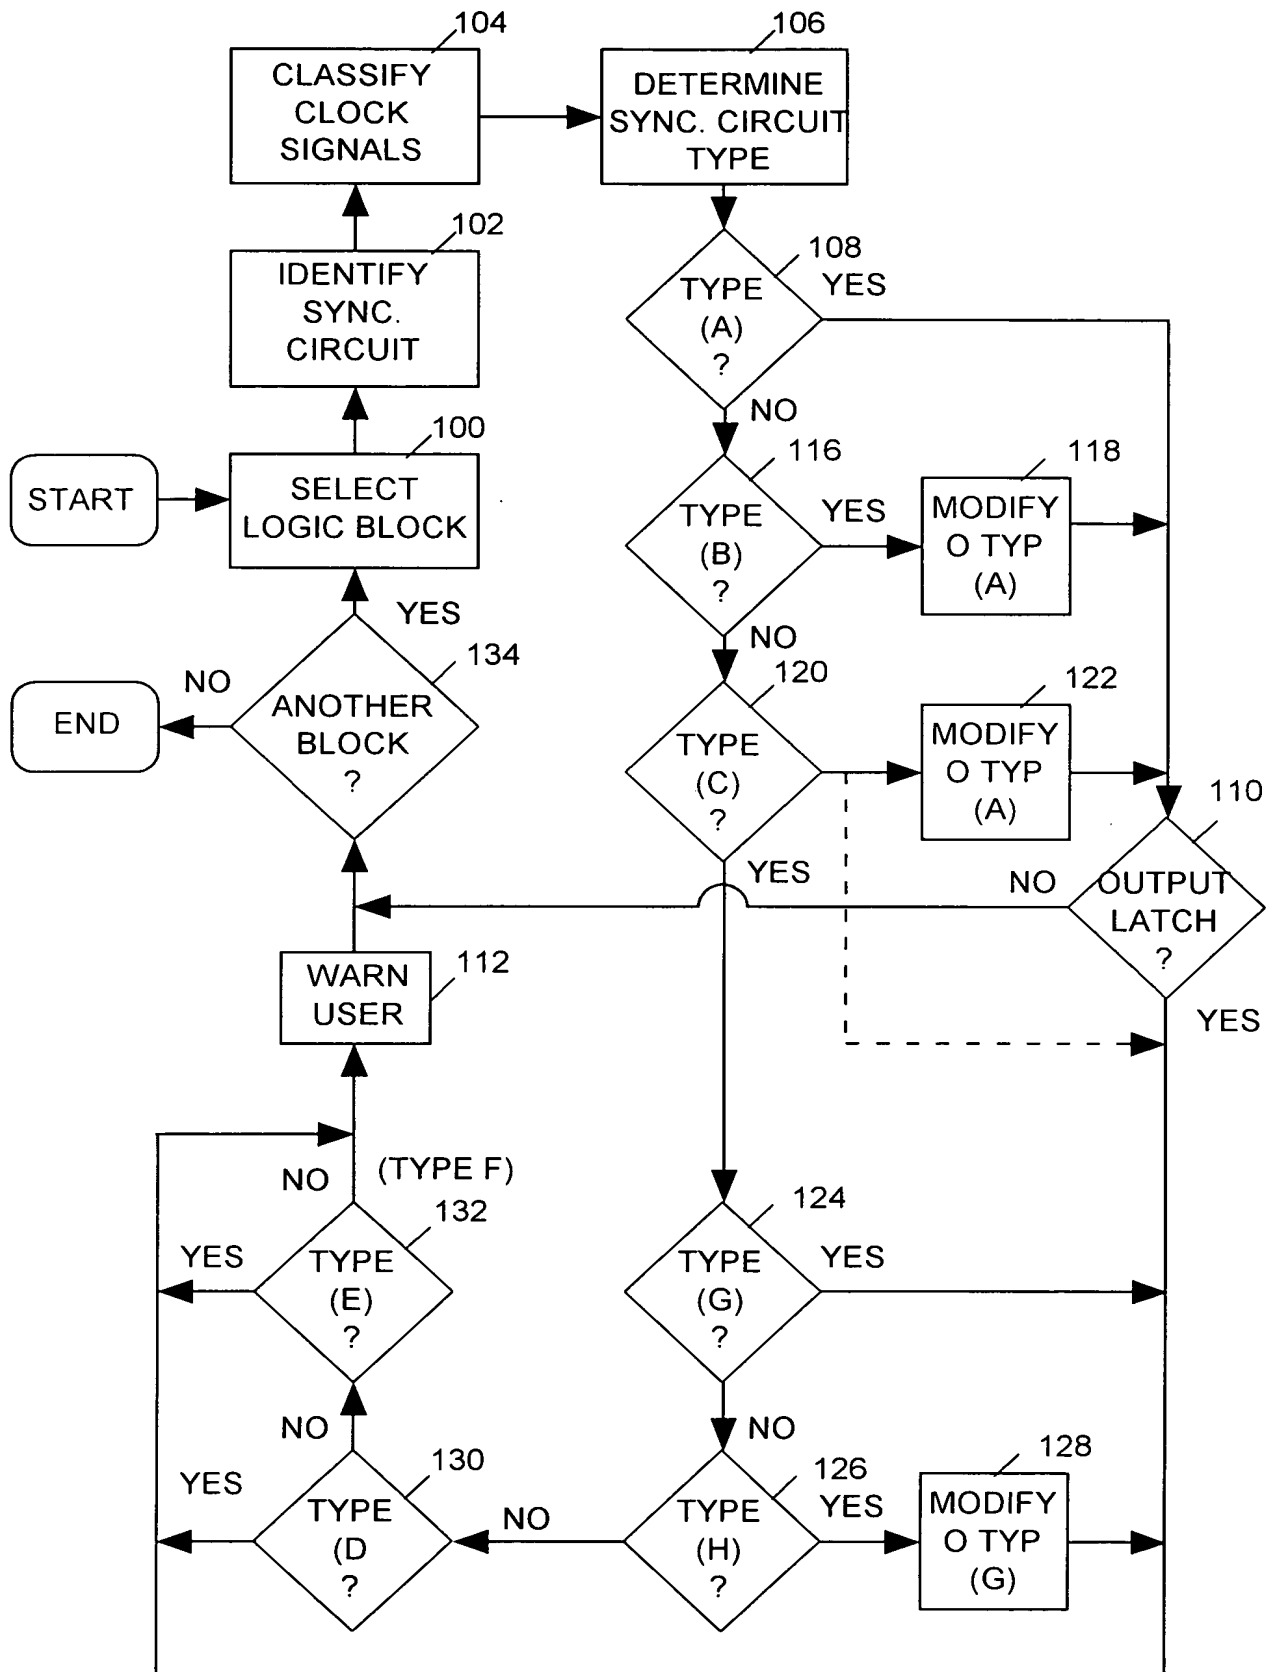 104
CLASSIFY
CLOCK
SIGNALS
106
DETERMINE
SYNC. CIRCUIT
TYPE
102
IDENTIFY
SYNC.
CIRCUIT
108
TYPE
(A)
?
YES
NO
100
SELECT
LOGIC BLOCK
START
116
TYPE
(B)
?
YES
NO
118
MODIFY
O TYP
(A)
YES
134
ANOTHER
BLOCK
?
NO
END
120
TYPE
(C)
?
YES
122
MODIFY
O TYP
(A)
110
OUTPUT
LATCH
?
NO
YES
112
WARN
USER
NO
(TYPE F)
132
TYPE
(E)
?
YES
124
TYPE
(G)
?
YES
NO
NO
130
TYPE
(D
?
YES
NO
126
TYPE
(H)
?
YES
128
MODIFY
O TYP
(G)